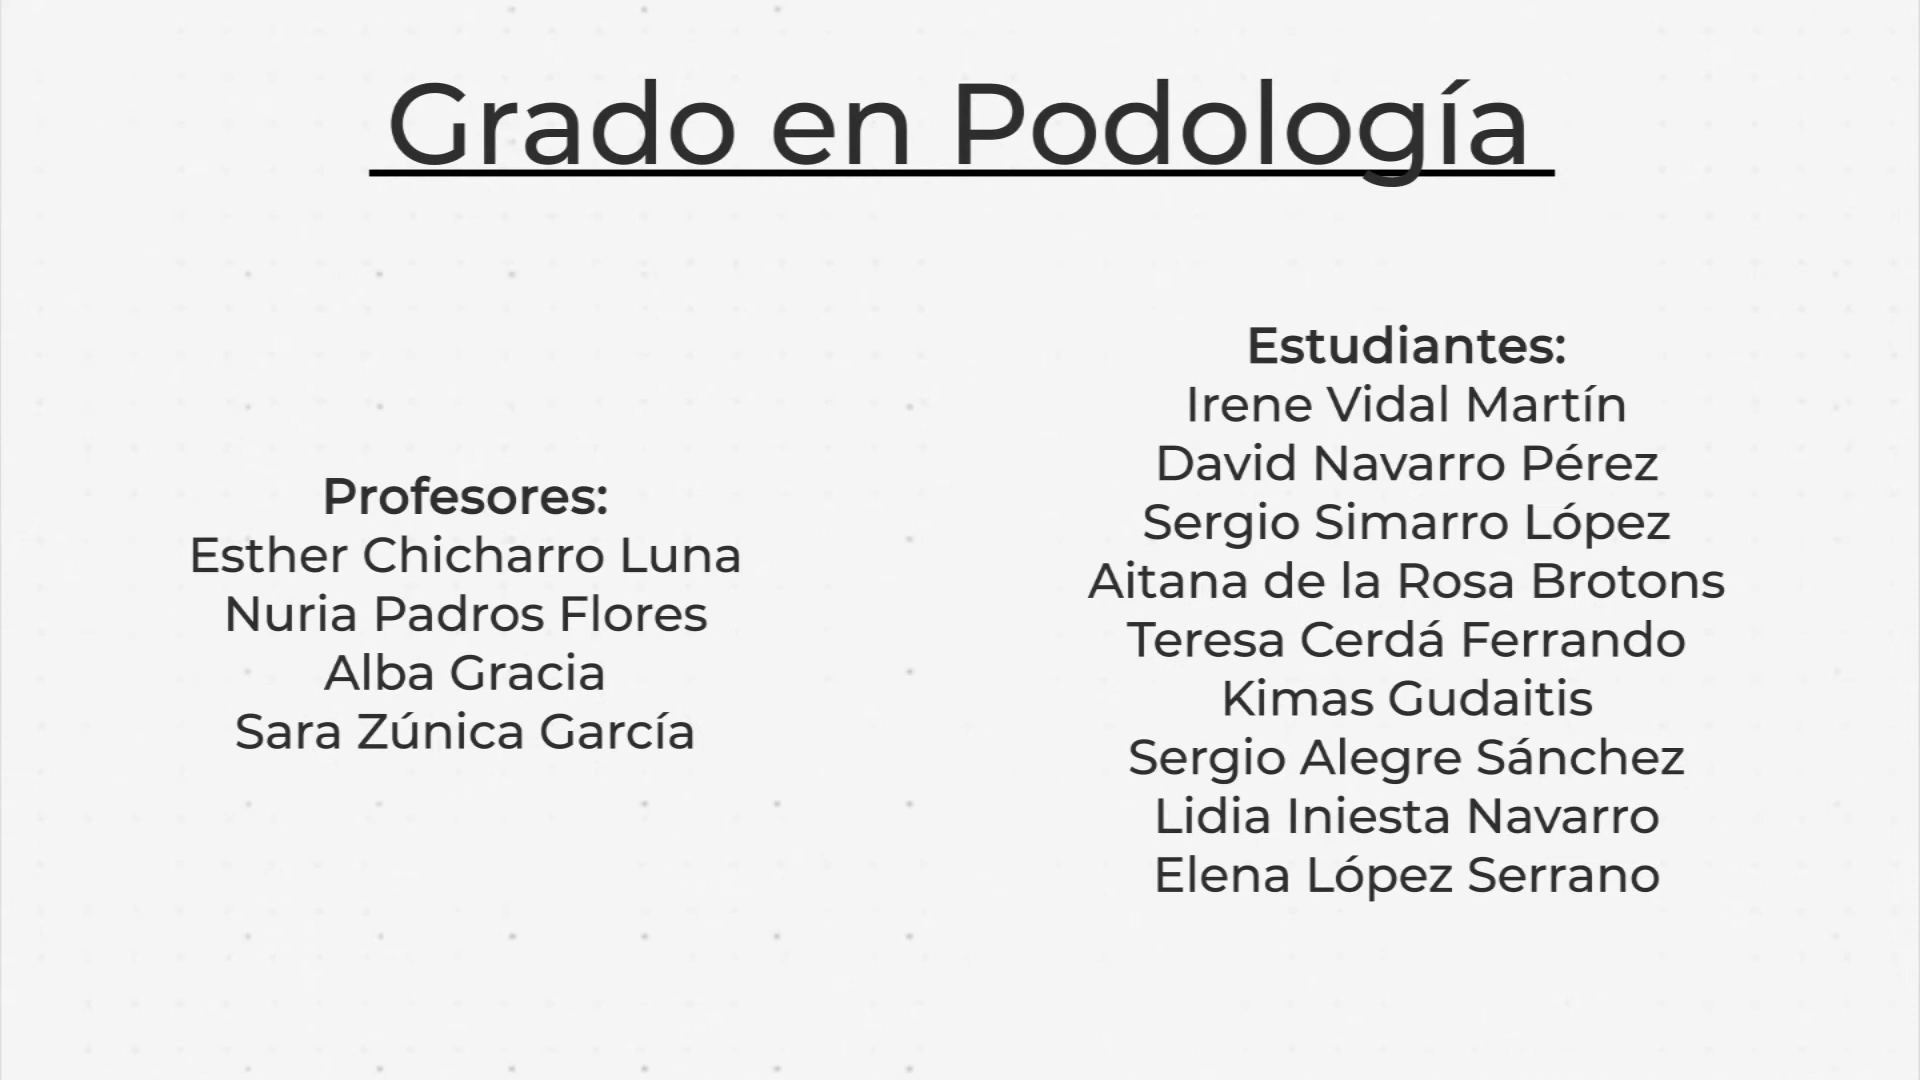 Grado en Podología
Profesores:
Esther Chicharro Luna
Nuria Padros Flores
Alba Gracia
Sara Zúnica García
Estudiantes:
Irene Vidal Martín
David Navarro Pérez
Sergio Simarro López
Aitana de la Rosa Brotons
Teresa Cerdá Ferrando
Kimas Gudaitis
Sergio Alegre Sánchez
Lidia Iniesta Navarro
Elena López Serrano